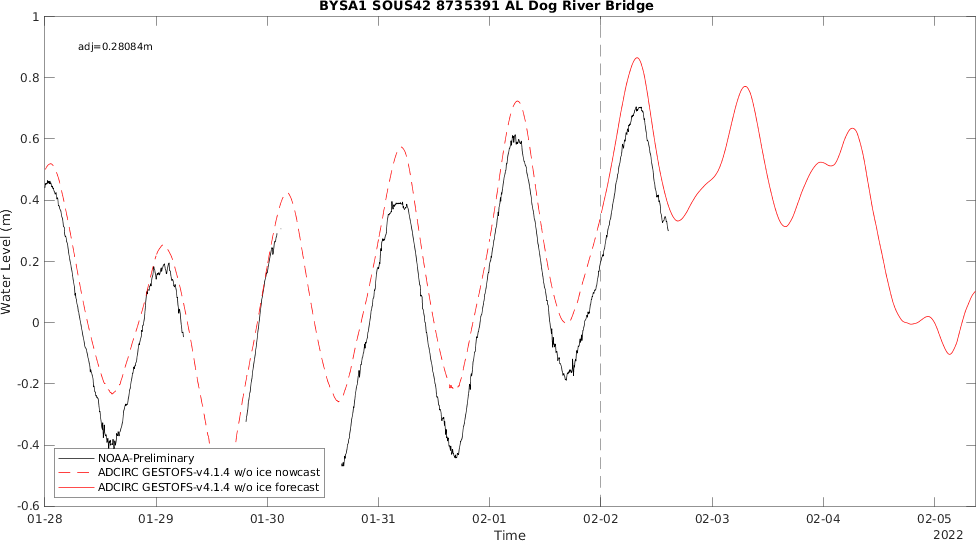 BYSA1 SOUS42 8735391 AL Dog River Bridge
adj=0.28084m
1
0.8
0.6
0.4
0.2
0
-0.2
-0.4
-0.6
Water Level (m)
NOAA-Preliminary
ADCIRC GESTOFS-v4.1.4 w/o ice nowcast
ADCIRC GESTOFS-v4.1.4 w/o ice forecast
01-28 01-29 01-30 01-31 02-01 02-02 02-03 02-04 02-05
Time
2022